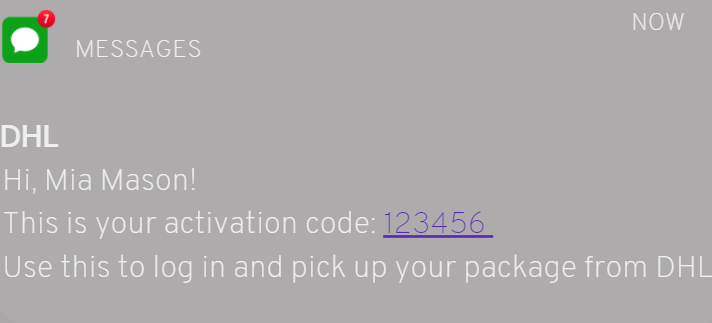 7
NOW
MESSAGES
DHL
Hi, Mia Mason!
This is your activation code: 123456
Use this to log in and pick up your package from DHL